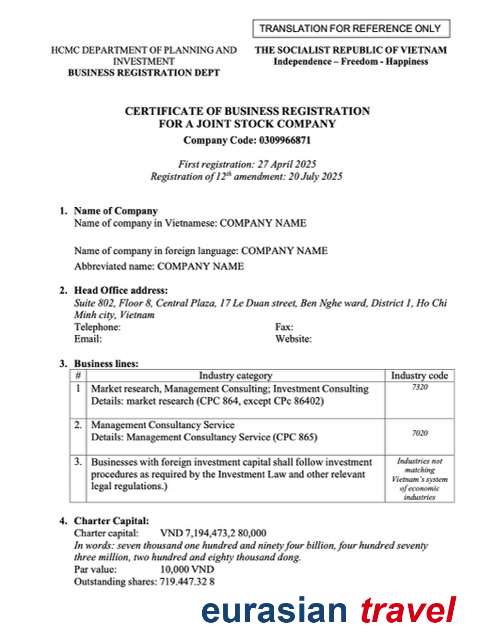 TRANSLATION FOR REFERENCE ONLY
HCMC DEPARTMENT OF PLANNING AND
INVESTMENT
BUSINESS REGISTRATION DEPT
THE SOCIALIST REPUBLIC OF VIETNAM
Independence – Freedom - Happiness
CERTIFICATE OF BUSINESS REGISTRATION
FOR A JOINT STOCK COMPANY
Company Code: 0309966871
First registration: 27 April 2025
Registration of 12th amendment: 20 July 2025
1. Name of Company
Name of company in Vietnamese: COMPANY NAME
Name of company in foreign language: COMPANY NAME
Abbreviated name: COMPANY NAME
2. Head Office address:
Suite 802, Floor 8, Central Plaza, 17 Le Duan street, Ben Nghe ward, District 1, Ho Chi
Minh city, Vietnam
Telephone: Fax:
Email: Website:
3. Business lines:
# Industry category Industry code
1 Market research, Management Consulting; Investment Consulting 7320
Details: market research (CPC 864, except CPc 86402)
2. Management Consultancy Service
Details: Management Consultancy Service (CPC 865) 7020
3. Businesses with foreign investment capital shall follow investment
procedures as required by the Investment Law and other relevant
legal regulations.)
Industries not
matching
Vietnam's system
of economic
industries
4. Charter Capital:
Charter capital: VND 7,194,473,2 80,000
In words: seven thousand one hundred and ninety four billion, four hundred seventy
three million, two hundred and eighty thousand dong.
Par value: 10,000 VND
Outstanding shares: 719.447.32 8
eurasian travel